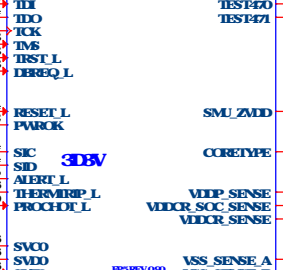 TDI TEST470
TDO TEST471
TCK
TMS
TRST_L
DBREQ_L
RESET_L SMU_ZVDD
PWROK
SIC CORETYPE
SID
3D3V
ALERT_L
THERMTRIP_L VDDP_SENSE
PROCHOT_L VDDCR_SOC_SENSE
VDDCR_SENSE
SVC0
SVD0 VSS_SENSE_A